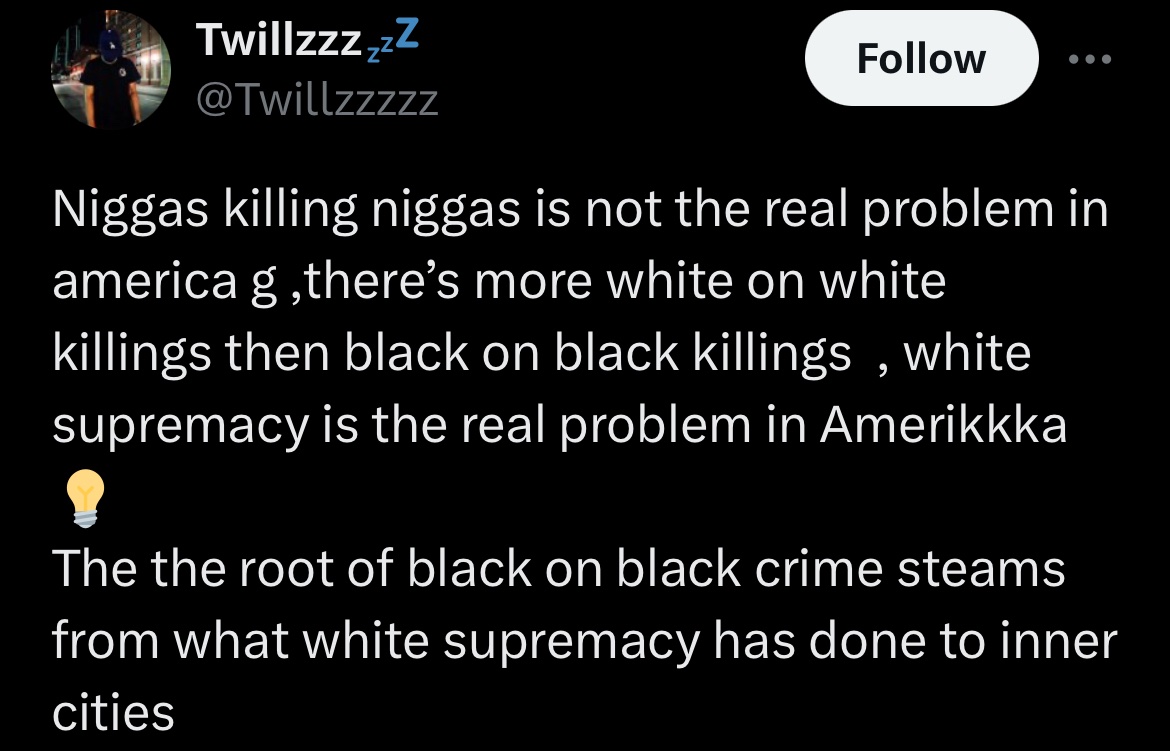 Twillzzz 💤
@Twillzzzzz
Follow
Niggas killing niggas is not the real problem in
america g ,there’s more white on white
killings then black on black killings  , white
supremacy is the real problem in Amerikkka
💡
The the root of black on black crime steams
from what white supremacy has done to inner
cities